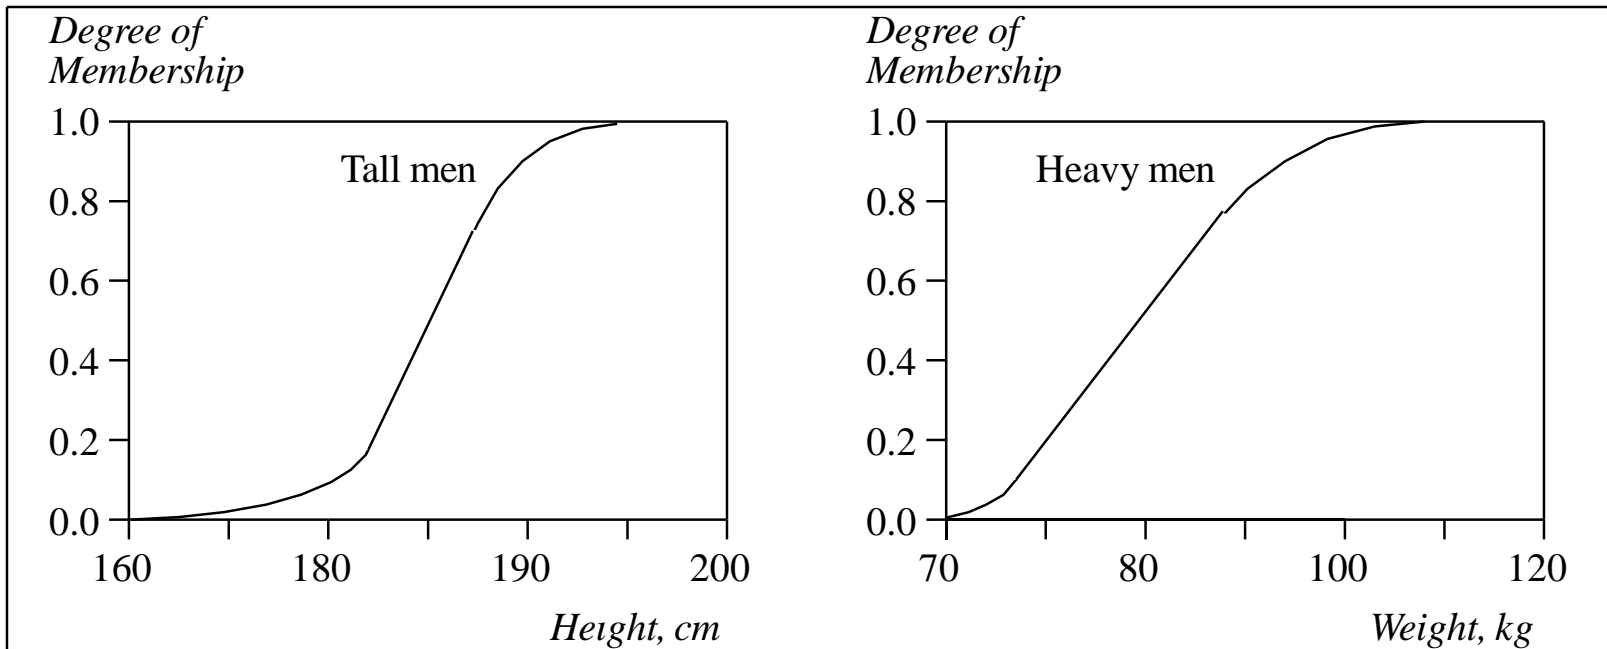 Degree of
Membership
1.0
0.8
0.6
0.4
0.2
0.0
Tall men
160 180 190 200
Height, cm
Degree of
Membership
1.0
0.8
0.6
0.4
0.2
0.0
Heavy men
70 80 100 120
Weight, kg